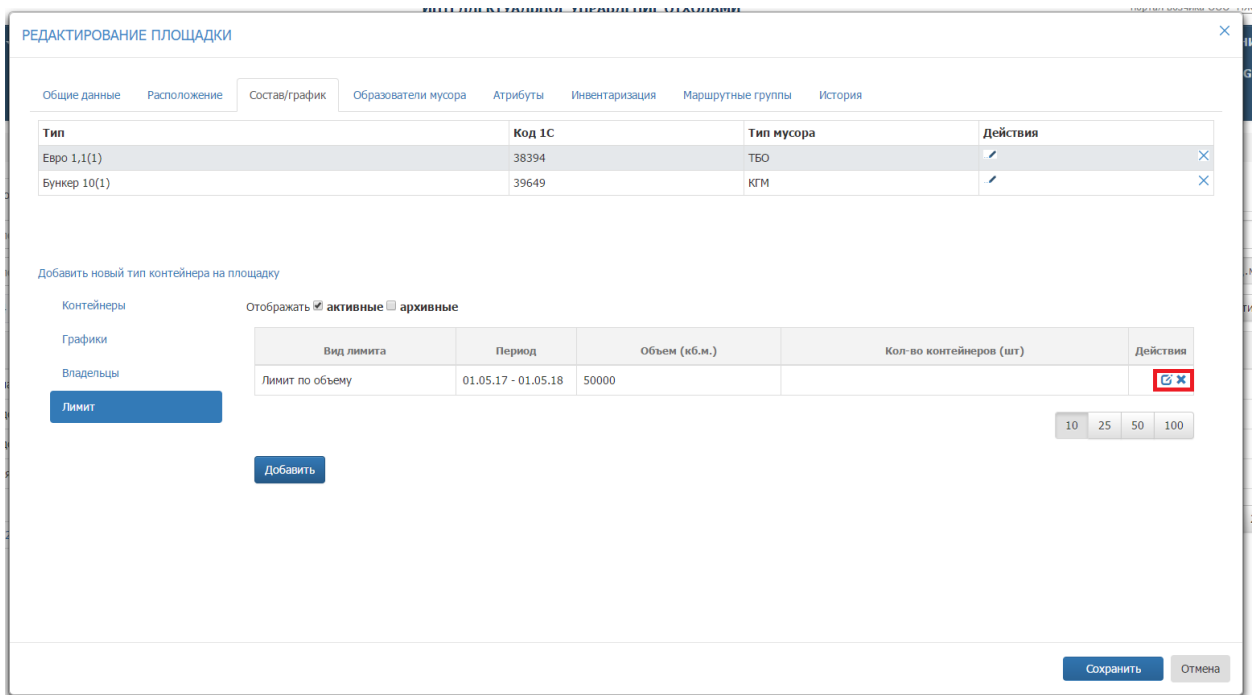 РЕДАКТИРОВАНИЕ ПЛОЩАДКИ
Общие данные Расположение Состав/график Образователи мусора Атрибуты Инвентаризация Маршрутные группы История
Тип Код 1С Тип мусора Действия
Евро 1,1(1) 38394 ТБО
Бункер 10(1) 39649 КГМ
Добавить новый тип контейнера на площадку
Контейнеры
Графики
Владельцы
Лимит
Отображать активные архивные
Вид лимита Период Объем (кб.м.) Кол-во контейнеров (шт) Действия
Лимит по объему 01.05.17 - 01.05.18 50000
10 25 50 100
Добавить
Сохранить Отмена